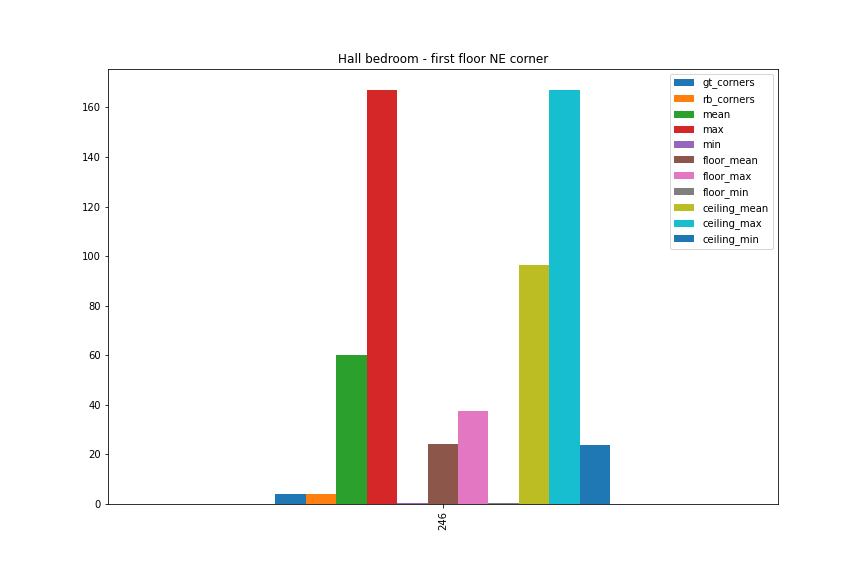 Hall bedroom - first floor NE corner
gt_corners
rb_corners
mean
max
min
floor_mean
floor_max
floor_min
ceiling_mean
ceiling_max
ceiling_min
160
140
120
100
80
60
40
20
0
246